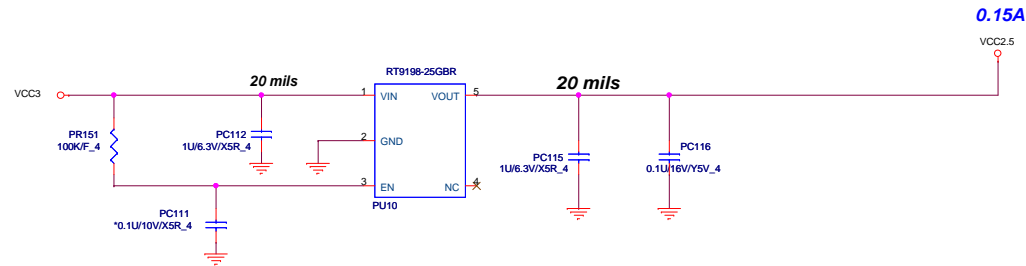 0.15A
VCC2.5
RT9198-25GBR
20 mils
20 mils
VCC3
1
VIN
VOUT
5
PR151
100K/F_4
PC112
1U/6.3V/X5R_4
2
GND
PC115
1U/6.3V/X5R_4
PC116
0.1U/16V/Y5V_4
3
EN
NC
4
PU10
PC111
*0.1U/10V/X5R_4